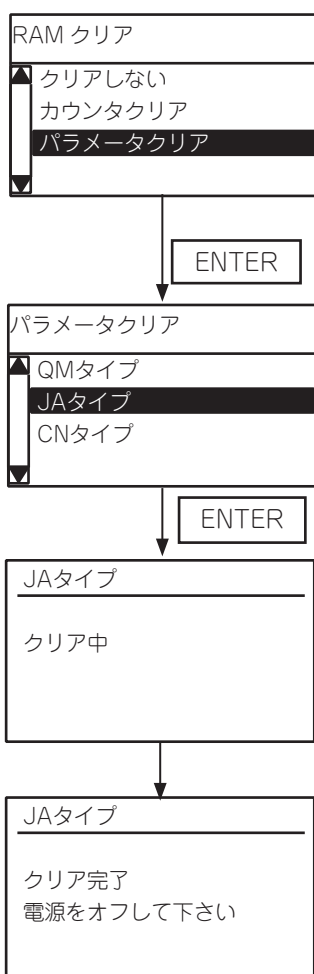 RAM クリア
クリアしない
カウンタクリア
パラメータクリア
ENTER
パラメータクリア
QMタイプ
JAタイプ
CNタイプ
ENTER
JAタイプ
クリア中
JAタイプ
クリア完了
電源をオフして下さい